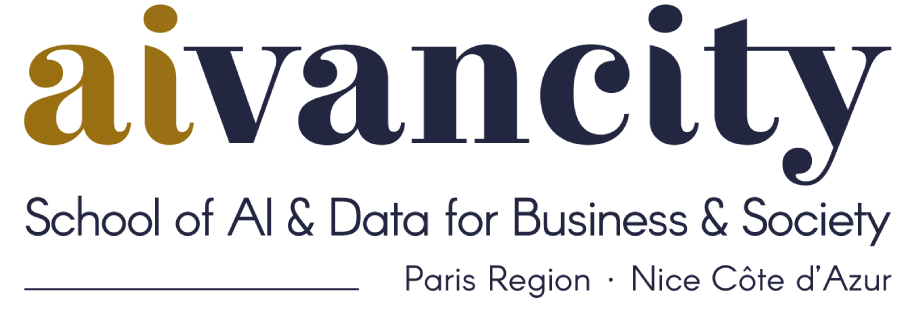 aivancity
School of AI & Data for Business & Society
Paris Region · Nice Côte d’Azur